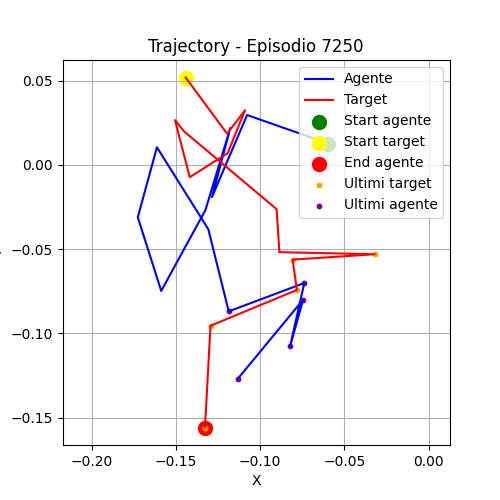 Trajectory - Episodio 7250
Agente
Target
Start agente
Start target
End agente
Ultimi target
Ultimi agente
0.05
0.00
−0.05
−0.10
−0.15
−0.20
−0.15
−0.10
−0.05
0.00
X